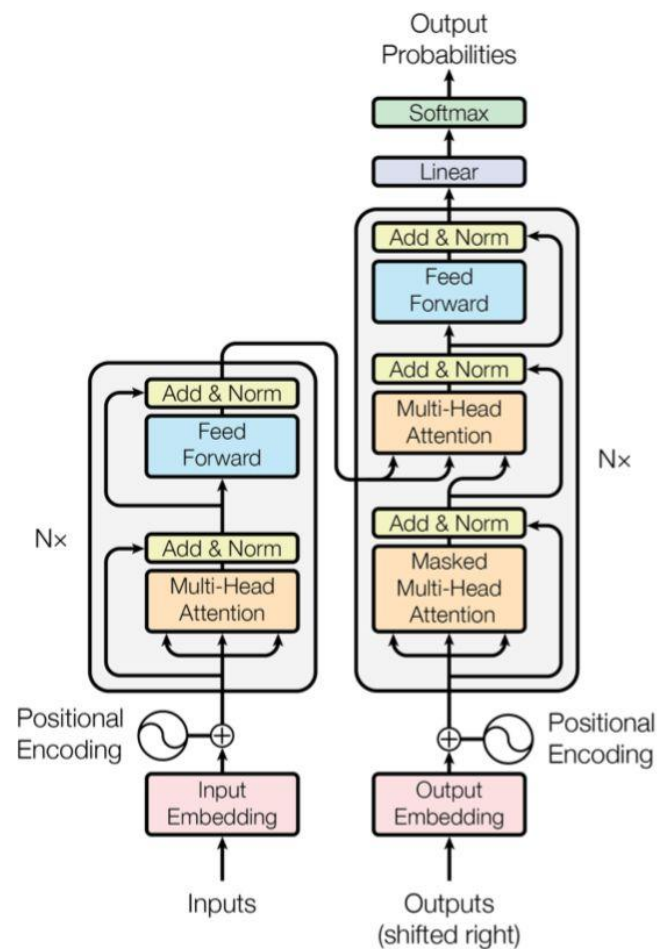 Output
Probabilities
Softmax
Linear
Add & Norm
Feed
Forward
Add & Norm
Multi-Head
Attention
Add & Norm
Masked
Multi-Head
Attention
N×
Add & Norm
Feed
Forward
Add & Norm
Multi-Head
Attention
N×
Positional
Encoding
Positional
Encoding
Input
Embedding
Output
Embedding
Inputs
Outputs
(shifted right)